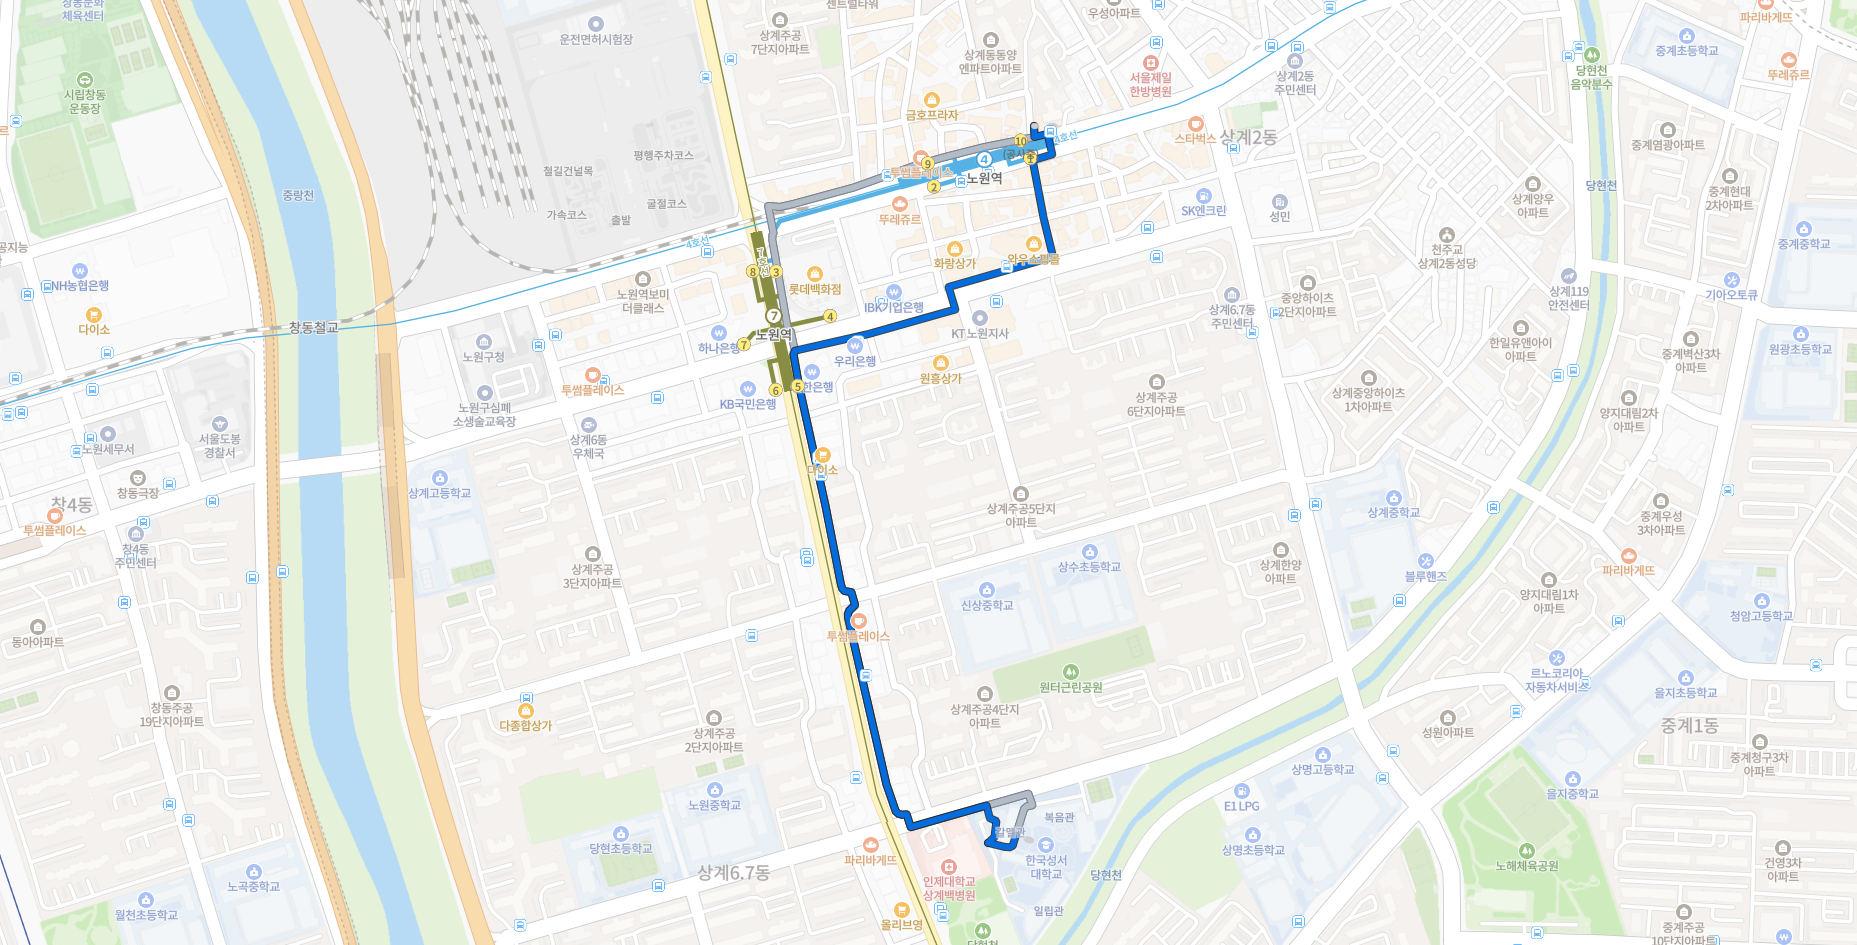 창동문화
체육센터
운전면허시험장
상계주공
7단지아파트
센트럴타워
우성아파트
상계동동양
엔파트아파트
서울제일
한방병원
상계2동
주민센터
당현천
음악분수
중계초등학교
파리바게뜨
뚜레쥬르
시립창동
운동장
금호프라자
10
4호선
(공사중)
1
4
9
투썸플레이스
2
노원역
스타벅스
상계2동
중계염광아파트
평행주차코스
철길건널목
굴절코스
가속코스
출발
중랑천
당현천
중계현대
2차아파트
뚜레쥬르
SK엔크린
성민
상계양우
아파트
천주교
상계2동성당
중계중학교
4호선
7호선
8
3
화랑상가
와우쇼핑몰
NH농협은행
다이소
창동철교
노원역보미
더클래스
롯데백화점
IBK기업은행
KT노원지사
상계6.7동
주민센터
중앙하이츠
2단지아파트
상계119
안전센터
기아오토큐
7
4
노원역
7
하나은행
우리은행
원흥상가
노원구청
투썸플레이스
노원구심폐
소생술교육장
6
5
KB국민은행
신한은행
한일유앤아이
아파트
중계벽산3차
아파트
원광초등학교
상계주공
6단지아파트
상계중앙하이츠
1차아파트
양지대림2차
아파트
노원세무서
서울도봉
경찰서
상계6동
우체국
다이소
창동극장
창4동
투썸플레이스
창4동
주민센터
상계고등학교
상계주공5단지
아파트
상계중학교
중계우성
3차아파트
상계주공
3단지아파트
상수초등학교
상계한양
아파트
블루핸즈
파리바게뜨
신상중학교
양지대림1차
아파트
청암고등학교
동아아파트
투썸플레이스
원터근린공원
르노코리아
자동차서비스
을지초등학교
창동주공
19단지아파트
다종합상가
상계주공
2단지아파트
상계주공4단지
아파트
성원아파트
중계1동
상명고등학교
중계청구3차
아파트
노원중학교
E1 LPG
을지중학교
당현초등학교
복음관
갈멜관
상명초등학교
파리바게뜨
한국성서
대학교
노해체육공원
건영3차
아파트
상계6.7동
노곡중학교
인제대학교
상계백병원
당현천
월천초등학교
올리브영
일립관
당현천
중계주공
10단지아파트